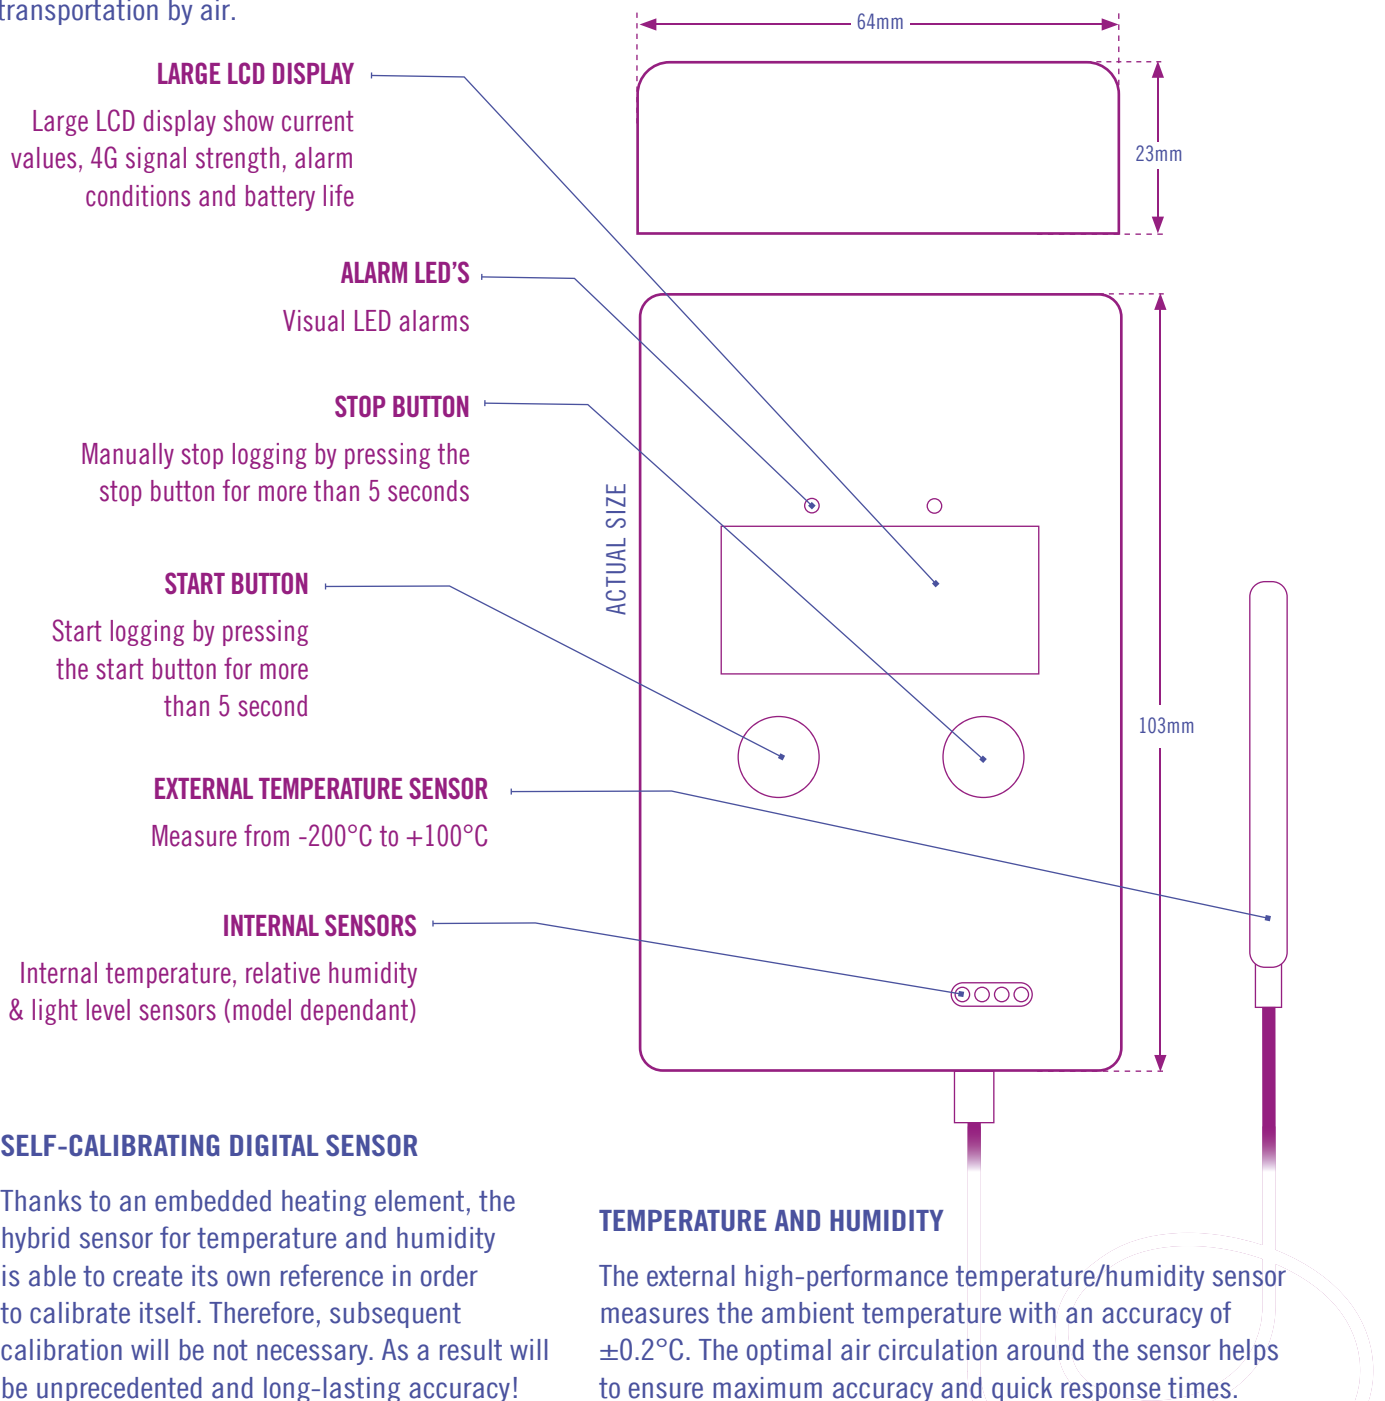 transportation by air.
64mm
LARGE LCD DISPLAY
Large LCD display show current
values, 4G signal strength, alarm
conditions and battery life
23mm
ALARM LED'S
Visual LED alarms
STOP BUTTON
Manually stop logging by pressing the
stop button for more than 5 seconds
ACTUAL SIZE
START BUTTON
Start logging by pressing
the start button for more
than 5 second
103mm
EXTERNAL TEMPERATURE SENSOR
Measure from -200°C to +100°C
INTERNAL SENSORS
Internal temperature, relative humidity
& light level sensors (model dependant)
SELF-CALIBRATING DIGITAL SENSOR
Thanks to an embedded heating element, the
hybrid sensor for temperature and humidity
is able to create its own reference in order
to calibrate itself. Therefore, subsequent
calibration will be not necessary. As a result will
be unprecedented and long-lasting accuracy!
TEMPERATURE AND HUMIDITY
The external high-performance temperature/humidity sensor
measures the ambient temperature with an accuracy of
±0.2°C. The optimal air circulation around the sensor helps
to ensure maximum accuracy and quick response times.